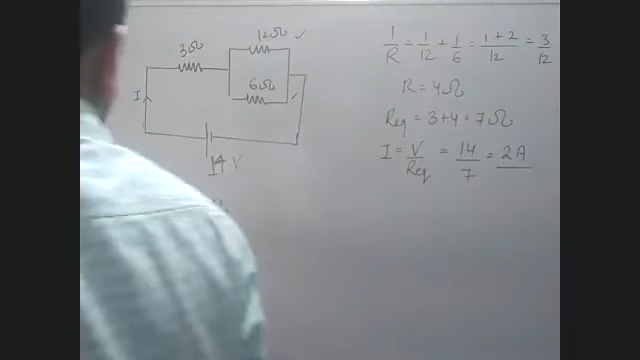 3Ω
12Ω ✓
6Ω
I
14 V
1/R = 1/12 + 1/6 = (1+2)/12 = 3/12
R = 4Ω
Req = 3+4 = 7Ω
I = V/Req = 14/7 = 2A